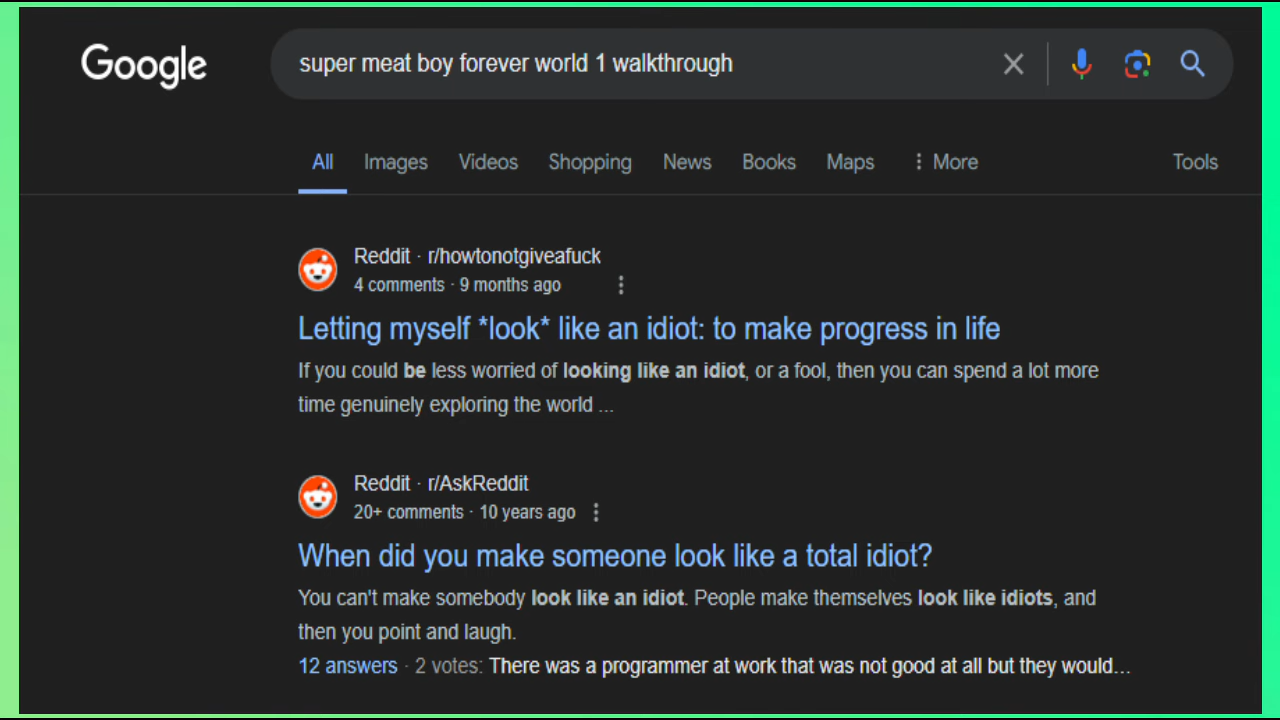 Google
super meat boy forever world 1 walkthrough
All Images Videos Shopping News Books Maps More Tools
Reddit · r/howtonotgiveafuck
4 comments · 9 months ago
Letting myself *look* like an idiot: to make progress in life
If you could be less worried of looking like an idiot, or a fool, then you can spend a lot more
time genuinely exploring the world ...
Reddit · r/AskReddit
20+ comments · 10 years ago
When did you make someone look like a total idiot?
You can't make somebody look like an idiot. People make themselves look like idiots, and
then you point and laugh.
12 answers · 2 votes: There was a programmer at work that was not good at all but they would...